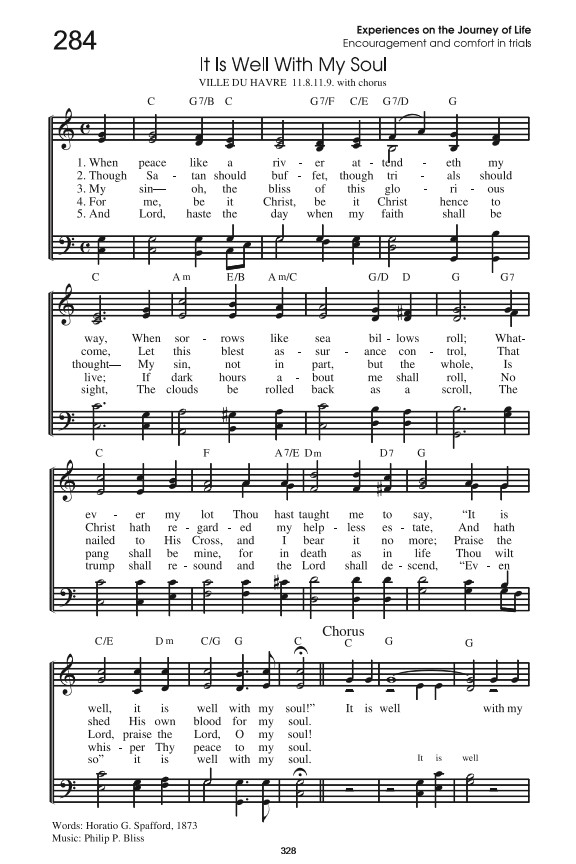 284
Experiences on the Journey of Life
Encouragement and comfort in trials
It Is Well With My Soul
VILLE DU HAVRE 11.8.11.9. with chorus
C G7/B C G7/F C/E G7/D G
1. When peace like a riv - er at - tend - eth my
2. Though Sa - tan should buf - fet, though tri - als should
3. My sin— oh, the bliss of this glo - ri - ous
4. For me, be it Christ, be it Christ hence to
5. And Lord, haste the day when my faith shall be
C Am E/B Am/C G/D D G G7
way, When sor - rows like sea bil - lows roll; What-
come, Let this blest as - sur - ance con - trol, That
thought— My sin, not in part, but the whole, Is
live; If dark hours a - bout me shall roll, No
sight, The clouds be rolled back as a scroll, The
C F A7/E Dm D7 G
ev - er my lot Thou hast taught me to say, “It is
Christ hath re - gard - ed my help - less es - tate, And hath
nailed to His Cross, and I bear it no more; Praise the
pang shall be mine, for in death as in life Thou wilt
trump shall re - sound and the Lord shall de - scend, “Ev - en
Chorus
C/E Dm C/G G C C G G
well, it is well with my soul!” It is well with my
shed His own blood for my soul.
Lord, praise the Lord, O my soul!
whis - per Thy peace to my soul.
so” it is well with my soul.
It is well
Words: Horatio G. Spafford, 1873
Music: Philip P. Bliss
328